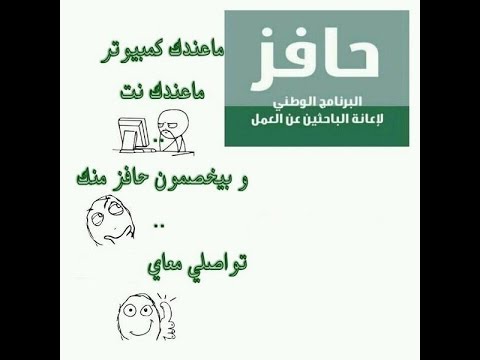 حافز
البرنامج الوطني
لإعانة الباحثين عن العمل
ماعندك كمبيوتر
ماعندك نت
..
و بيخصمون حافز منك
..
تواصلي معاي